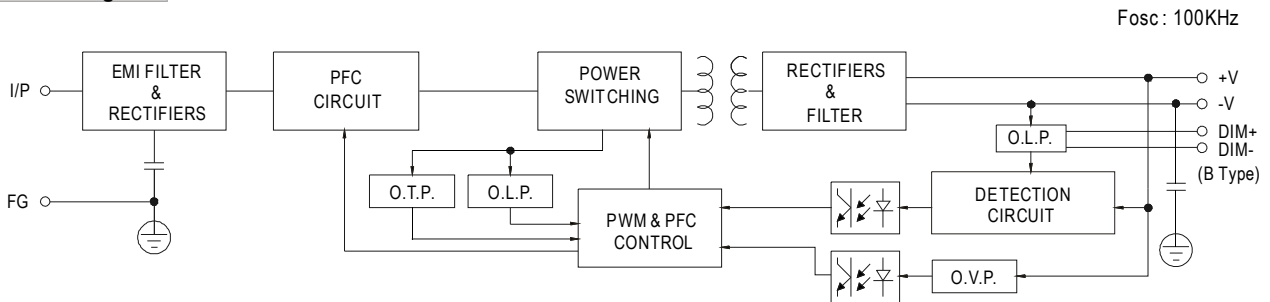 Fosc : 100KHz
I/P
EMI FILTER
&
RECTIFIERS
PFC
CIRCUIT
POWER
SWITCHING
RECTIFIERS
&
FILTER
+V
-V
DIM+
DIM-
(B Type)
O.L.P.
O.T.P.
O.L.P.
FG
PWM & PFC
CONTROL
DETECTION
CIRCUIT
O.V.P.